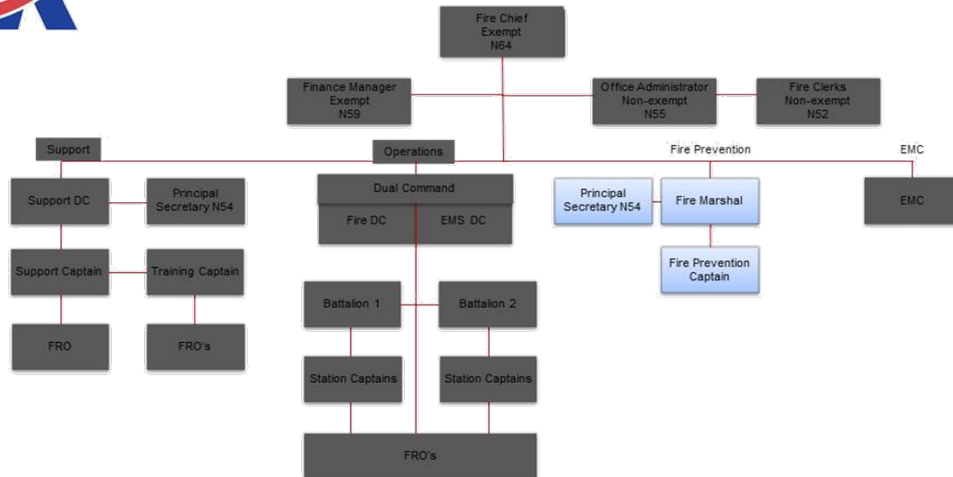 Fire Chief
Exempt
N64
Finance Manager
Exempt
N59
Office Administrator
Non-exempt
N55
Fire Clerks
Non-exempt
N52
Support
Operations
Fire Prevention
EMC
Support DC
Principal
Secretary N54
Dual Command
Fire DC
EMS DC
Principal
Secretary N54
Fire Marshal
EMC
Support Captain
Training Captain
Fire Prevention
Captain
Battalion 1
Battalion 2
FRO
FRO's
Station Captains
Station Captains
FRO's